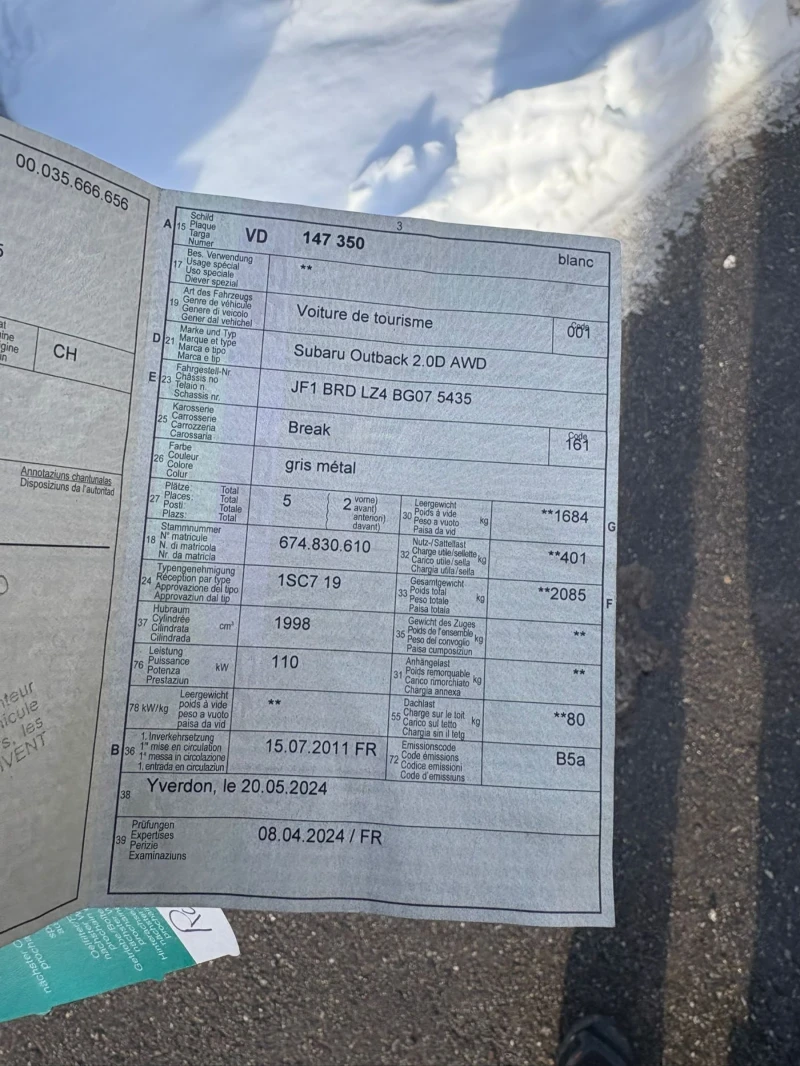 00.035.666.656
5
CH
Annotaziuns chantunalas
Disposiziuns da l'autoritad
3
A 15 Schild
Plaque
Targa
Numer
VD 147 350 blanc
17 Bes. Verwendung
Usage spécial
Uso speciale
Diever spezial
**
19 Art des Fahrzeugs
Genre de véhicule
Genere di veicolo
Gener dal vehichel
Voiture de tourisme
Code
001
D 21 Marke und Typ
Marque et type
Marca e tipo
Marca e tip
Subaru Outback 2.0D AWD
E 23 Fahrgestell-Nr.
Châssis no
Telaio n.
Schassis nr.
JF1 BRD LZ4 BG07 5435
25 Karosserie
Carrosserie
Carrozzeria
Carossaria
Break
Code
161
26 Farbe
Couleur
Colore
Colur
gris métal
27 Plätze: Total
Places: Total
Posti: Totale
Plazs: Total
5
2 vorne)
avant)
anteriori)
davant)
30 Leergewicht
Poids à vide
Peso a vuoto kg
Paisa da vid
**1684
G
18 Stammnummer
N° matricule
N. di matricola
Nr. da matricla
674.830.610
32 Nutz-/Sattellast
Charge utile/sellette kg
Carico utile/sella
Chargia utila/sella
**401
24 Typengenehmigung
Réception par type
Approvazione del tipo
Approvaziun dal tip
1SC7 19
33 Gesamtgewicht
Poids total
Peso totale kg
Paisa totala
**2085
F
37 Hubraum
Cylindrée
Cilindrata cm³
Cilindrada
1998
35 Gewicht des Zuges
Poids de l'ensemble kg
Peso del convoglio
Paisa cumposiziun
**
76 Leistung
Puissance
Potenza kW
Prestaziun
110
31 Anhängelast
Poids remorquable
Carico rimorchiato kg
Chargia annexa
**
78 kW/kg Leergewicht
poids à vide
peso a vuoto
paisa da vid
**
55 Dachlast
Charge sur le toit kg
Carico sul tetto
Chargia sin il tetg
**80
B 36 1. Inverkehrsetzung
1re mise en circulation
1a messa in circolazione
1. entrada en circulaziun
15.07.2011 FR
72 Emissionscode
Code émissions
Codice emissioni
Code d'emissiuns
B5a
38 Yverdon, le 20.05.2024
39 Prüfungen
Expertises
Perizie
Examinaziuns
08.04.2024 / FR